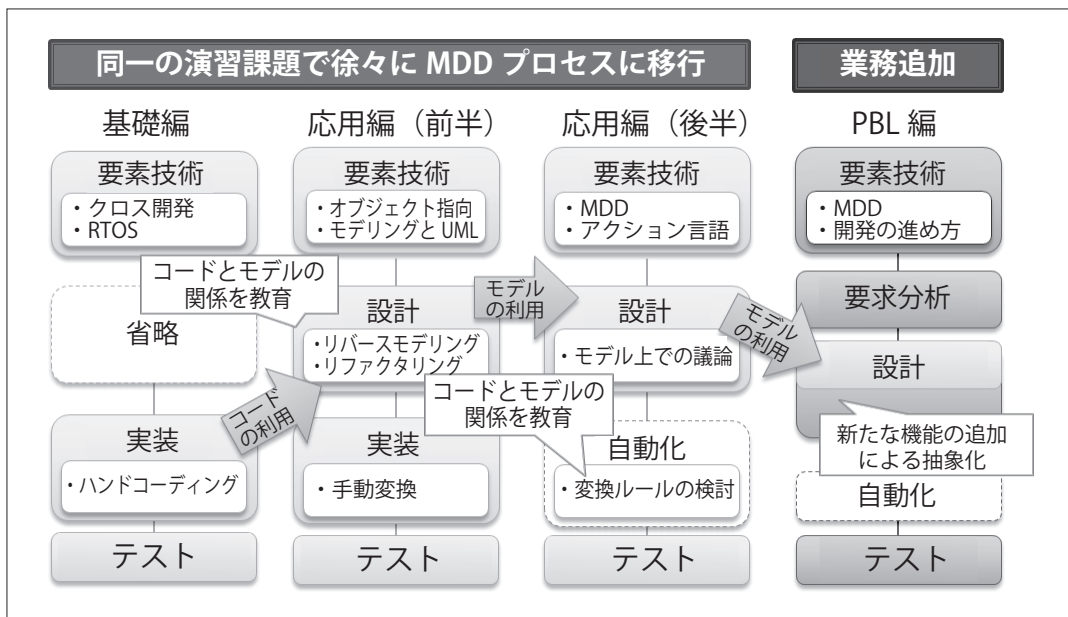 同一の演習課題で徐々に MDD プロセスに移行
業務追加
基礎編
要素技術
・クロス開発
・RTOS
省略
実装
・ハンドコーディング
テスト
コードの利用
応用編（前半）
要素技術
・オブジェクト指向
・モデリングと UML
コードとモデルの
関係を教育
設計
・リバースモデリング
・リファクタリング
実装
・手動変換
テスト
モデル
の利用
応用編（後半）
要素技術
・MDD
・アクション言語
設計
・モデル上での議論
コードとモデルの
関係を教育
自動化
・変換ルールの検討
テスト
モデル
の利用
PBL 編
要素技術
・MDD
・開発の進め方
要求分析
設計
新たな機能の追加
による抽象化
自動化
テスト